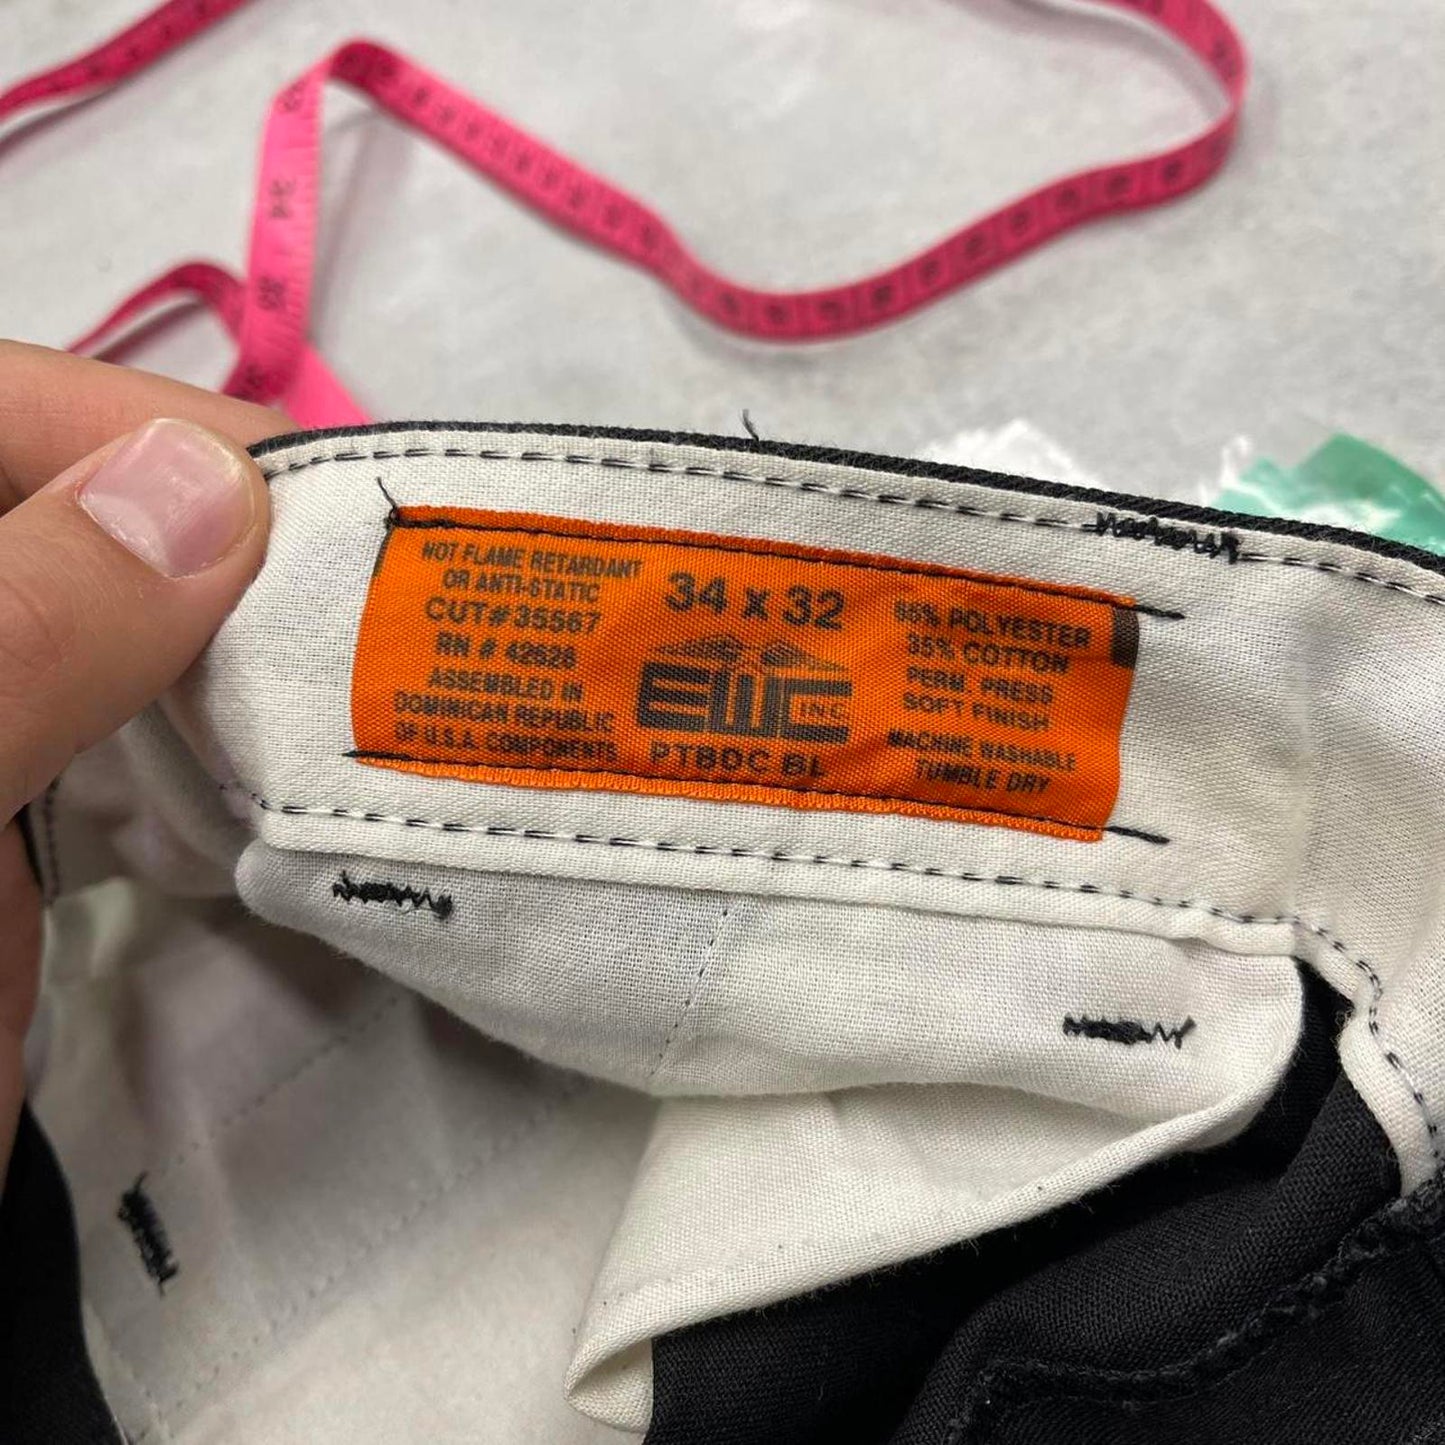 NOT FLAME RETARDANT
OR ANTI-STATIC
CUT#35567
RN # 42626
ASSEMBLED IN
DOMINICAN REPUBLIC
OF U.S.A. COMPONENTS
34 x 32
EWC INC
PTBDC BL
65% POLYESTER
35% COTTON
PERM. PRESS
SOFT FINISH
MACHINE WASHABLE
TUMBLE DRY
34